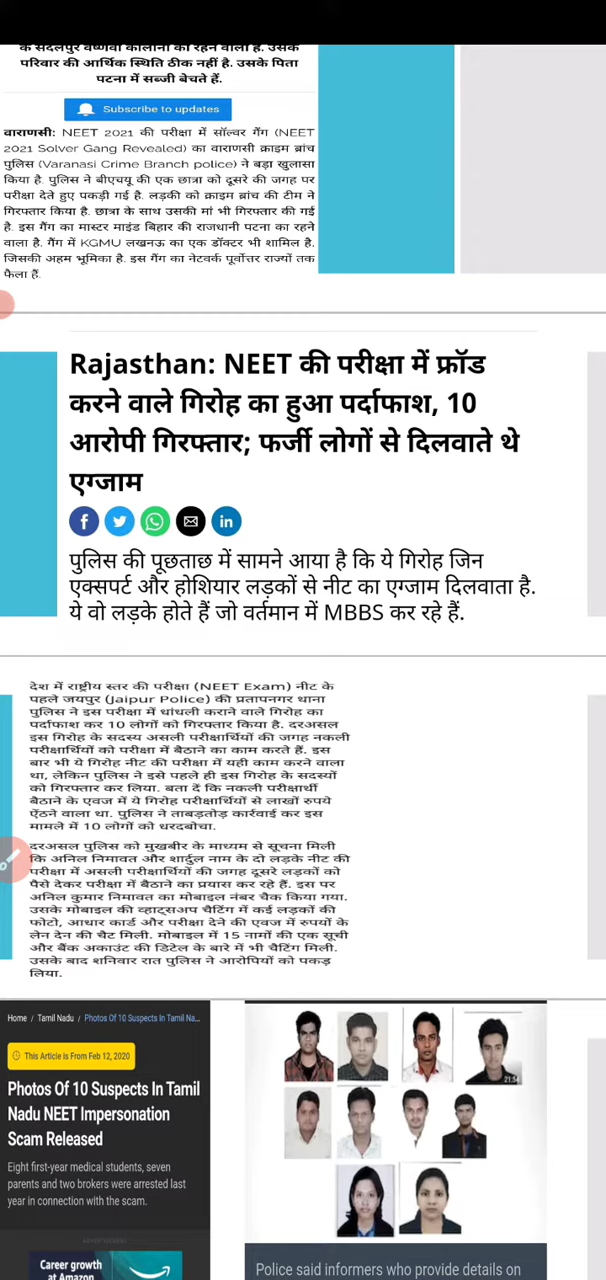 के संदलपुर वैष्णवी कॉलोनी का रहने वाला है. उसके
परिवार की आर्थिक स्थिति ठीक नहीं है. उसके पिता
पटना में सब्जी बेचते हैं.
Subscribe to updates
वाराणसी: NEET 2021 की परीक्षा में सॉल्वर गैंग (NEET
2021 Solver Gang Revealed) का वाराणसी क्राइम ब्रांच
पुलिस (Varanasi Crime Branch police) ने बड़ा खुलासा
किया है. पुलिस ने बीएचयू की एक छात्रा को दूसरे की जगह पर
परीक्षा देते हुए पकड़ी गई है. लड़की को क्राइम ब्रांच की टीम ने
गिरफ्तार किया है. छात्रा के साथ उसकी मां भी गिरफ्तार की गई
है. इस गैंग का मास्टर माइंड बिहार की राजधानी पटना का रहने
वाला है. गैंग में KGMU लखनऊ का एक डॉक्टर भी शामिल है.
जिसकी अहम भूमिका है. इस गैंग का नेटवर्क पूर्वोत्तर राज्यों तक
फैला हैं.
Rajasthan: NEET की परीक्षा में फ्रॉड
करने वाले गिरोह का हुआ पर्दाफाश, 10
आरोपी गिरफ्तार; फर्जी लोगों से दिलवाते थे
एग्जाम
पुलिस की पूछताछ में सामने आया है कि ये गिरोह जिन
एक्सपर्ट और होशियार लड़कों से नीट का एग्जाम दिलवाता है.
ये वो लड़के होते हैं जो वर्तमान में MBBS कर रहे हैं.
देश में राष्ट्रीय स्तर की परीक्षा (NEET Exam) नीट के
पहले जयपुर (Jaipur Police) की प्रतापनगर थाना
पुलिस ने इस परीक्षा में धांधली कराने वाले गिरोह का
पर्दाफाश कर 10 लोगों को गिरफ्तार किया है. दरअसल
इस गिरोह के सदस्य असली परीक्षार्थियों की जगह नकली
परीक्षार्थियों को परीक्षा में बैठाने का काम करते हैं. इस
बार भी ये गिरोह नीट की परीक्षा में यही काम करने वाला
था, लेकिन पुलिस ने इसे पहले ही इस गिरोह के सदस्यों
को गिरफ्तार कर लिया. बता दें कि नकली परीक्षार्थी
बैठाने के एवज में ये गिरोह परीक्षार्थियों से लाखों रुपये
ऐंठने वाला था. पुलिस ने ताबड़तोड़ कार्रवाई कर इस
मामले में 10 लोगों को धरदबोचा.
दरअसल पुलिस को मुखबीर के माध्यम से सूचना मिली
कि अनिल निमावत और शार्दुल नाम के दो लड़के नीट की
परीक्षा में असली परीक्षार्थियों की जगह दूसरे लड़कों को
पैसे देकर परीक्षा में बैठाने का प्रयास कर रहे हैं. इस पर
अनिल कुमार निमावत का मोबाइल नंबर चैक किया गया.
उसके मोबाइल की व्हाट्सअप चैटिंग में कई लड़कों की
फोटो, आधार कार्ड और परीक्षा देने की एवज में रुपयों के
लेन देन की चैट मिली. मोबाइल में 15 नामों की एक सूची
और बैंक अकाउंट की डिटेल के बारे में भी चैटिंग मिली.
उसके बाद शनिवार रात पुलिस ने आरोपियों को पकड़
लिया.
Home / Tamil Nadu / Photos Of 10 Suspects In Tamil Na...
This Article is From Feb 12, 2020
Photos Of 10 Suspects In Tamil
Nadu NEET Impersonation
Scam Released
Eight first-year medical students, seven
parents and two brokers were arrested last
year in connection with the scam.
ADVERTISEMENT
Career growth
at Amazon
21:54
Police said informers who provide details on